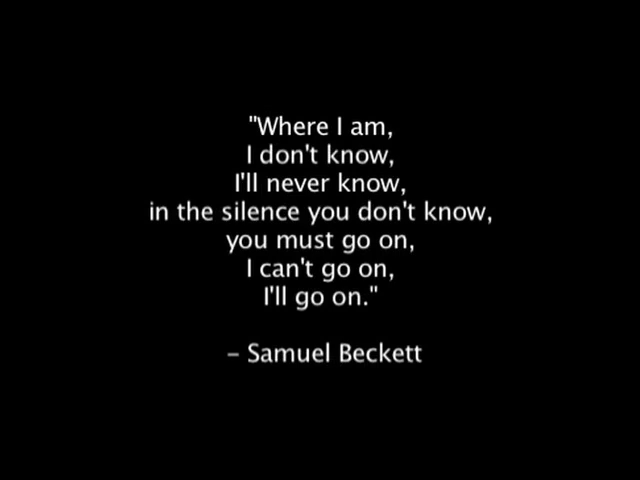 "Where I am,
I don't know,
I'll never know,
in the silence you don't know,
you must go on,
I can't go on,
I'll go on."
– Samuel Beckett